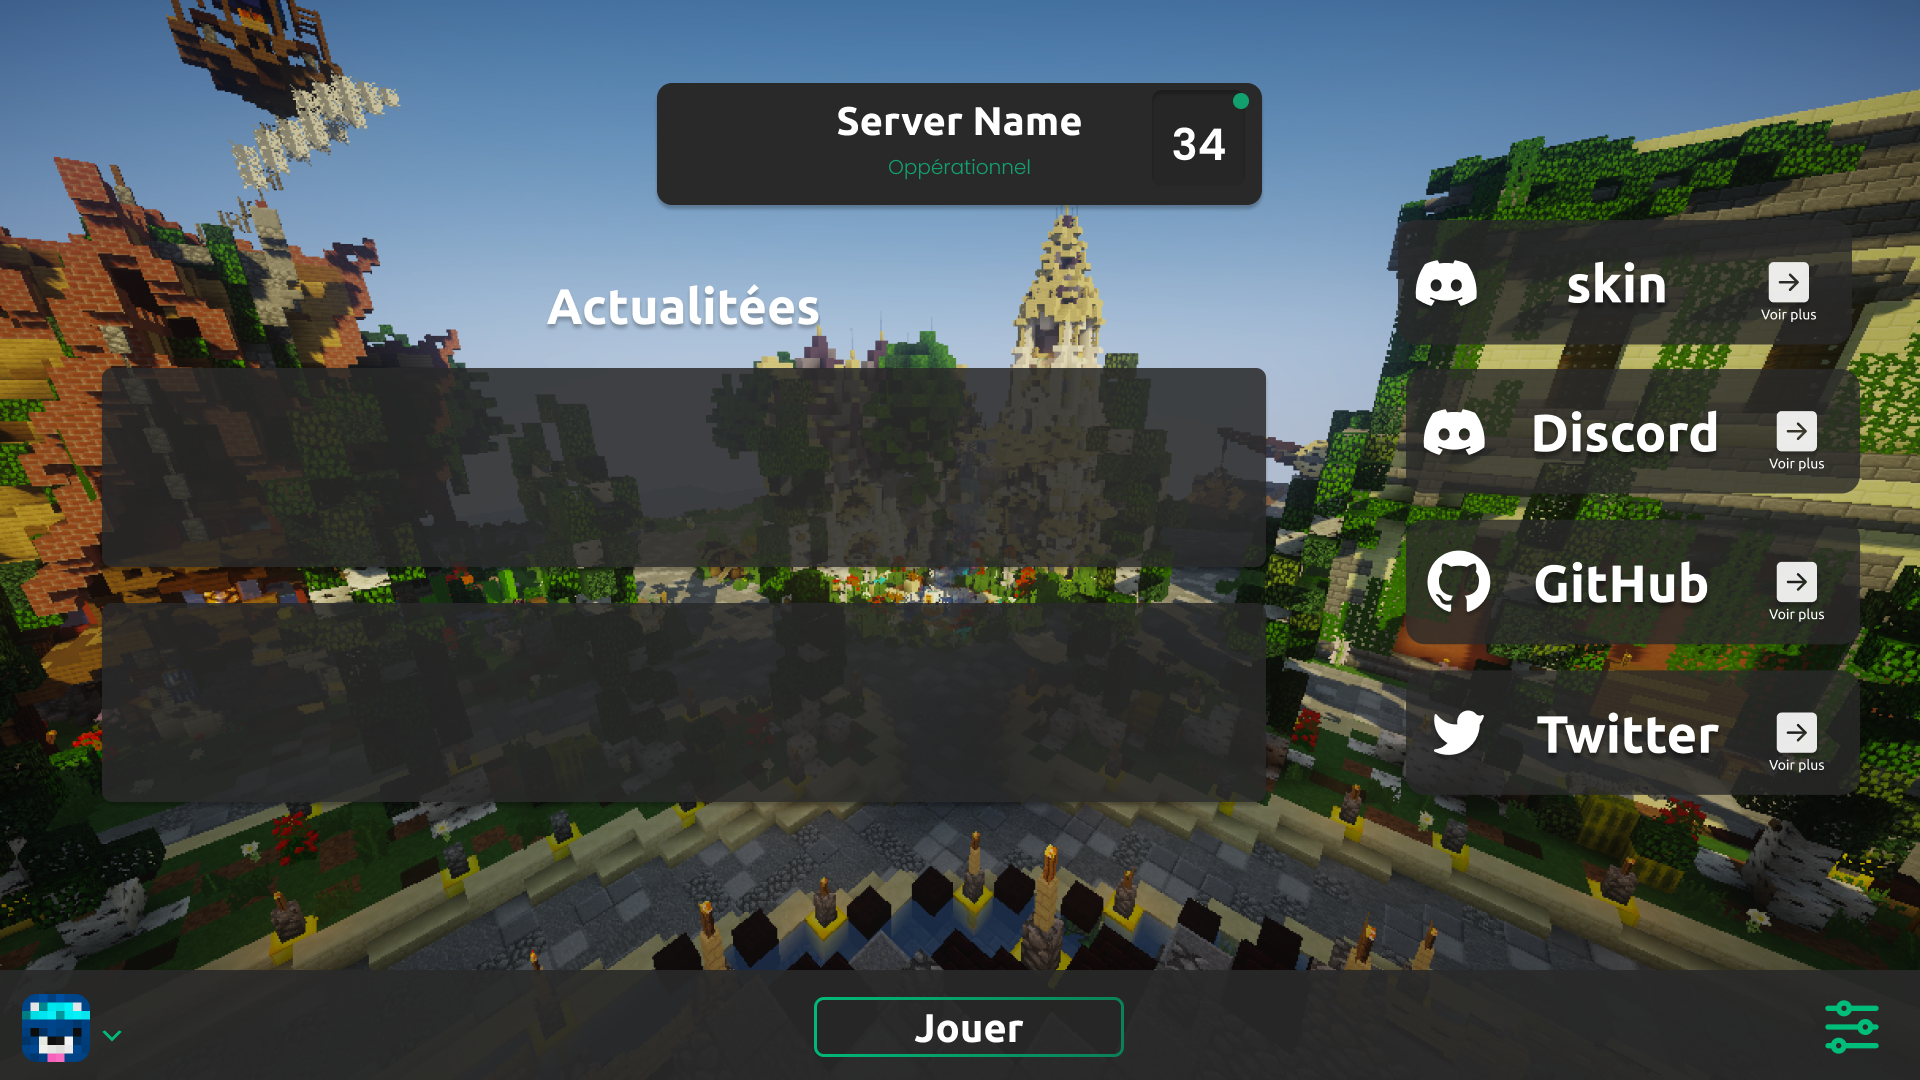 Server Name
Oppérationnel
34
Actualitées
skin
Voir plus
Discord
Voir plus
GitHub
Voir plus
Twitter
Voir plus
Jouer